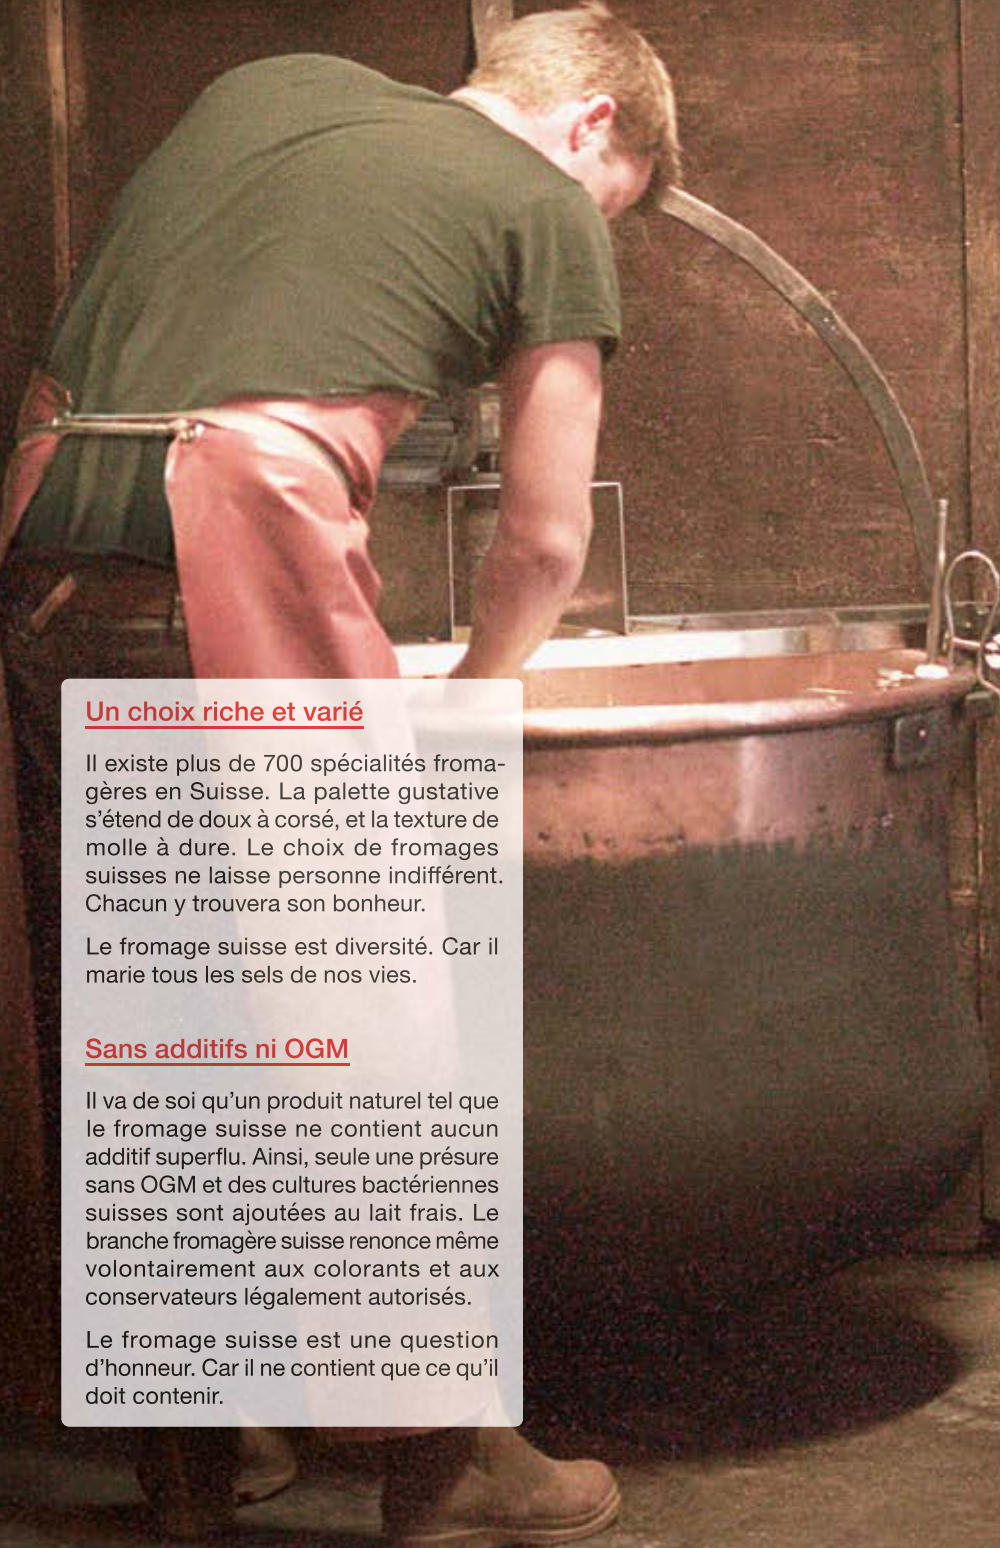 Un choix riche et varié
Il existe plus de 700 spécialités froma-
gères en Suisse. La palette gustative
s’étend de doux à corsé, et la texture de
molle à dure. Le choix de fromages
suisses ne laisse personne indifférent.
Chacun y trouvera son bonheur.
Le fromage suisse est diversité. Car il
marie tous les sels de nos vies.
Sans additifs ni OGM
Il va de soi qu’un produit naturel tel que
le fromage suisse ne contient aucun
additif superflu. Ainsi, seule une présure
sans OGM et des cultures bactériennes
suisses sont ajoutées au lait frais. Le
branche fromagère suisse renonce même
volontairement aux colorants et aux
conservateurs légalement autorisés.
Le fromage suisse est une question
d’honneur. Car il ne contient que ce qu’il
doit contenir.